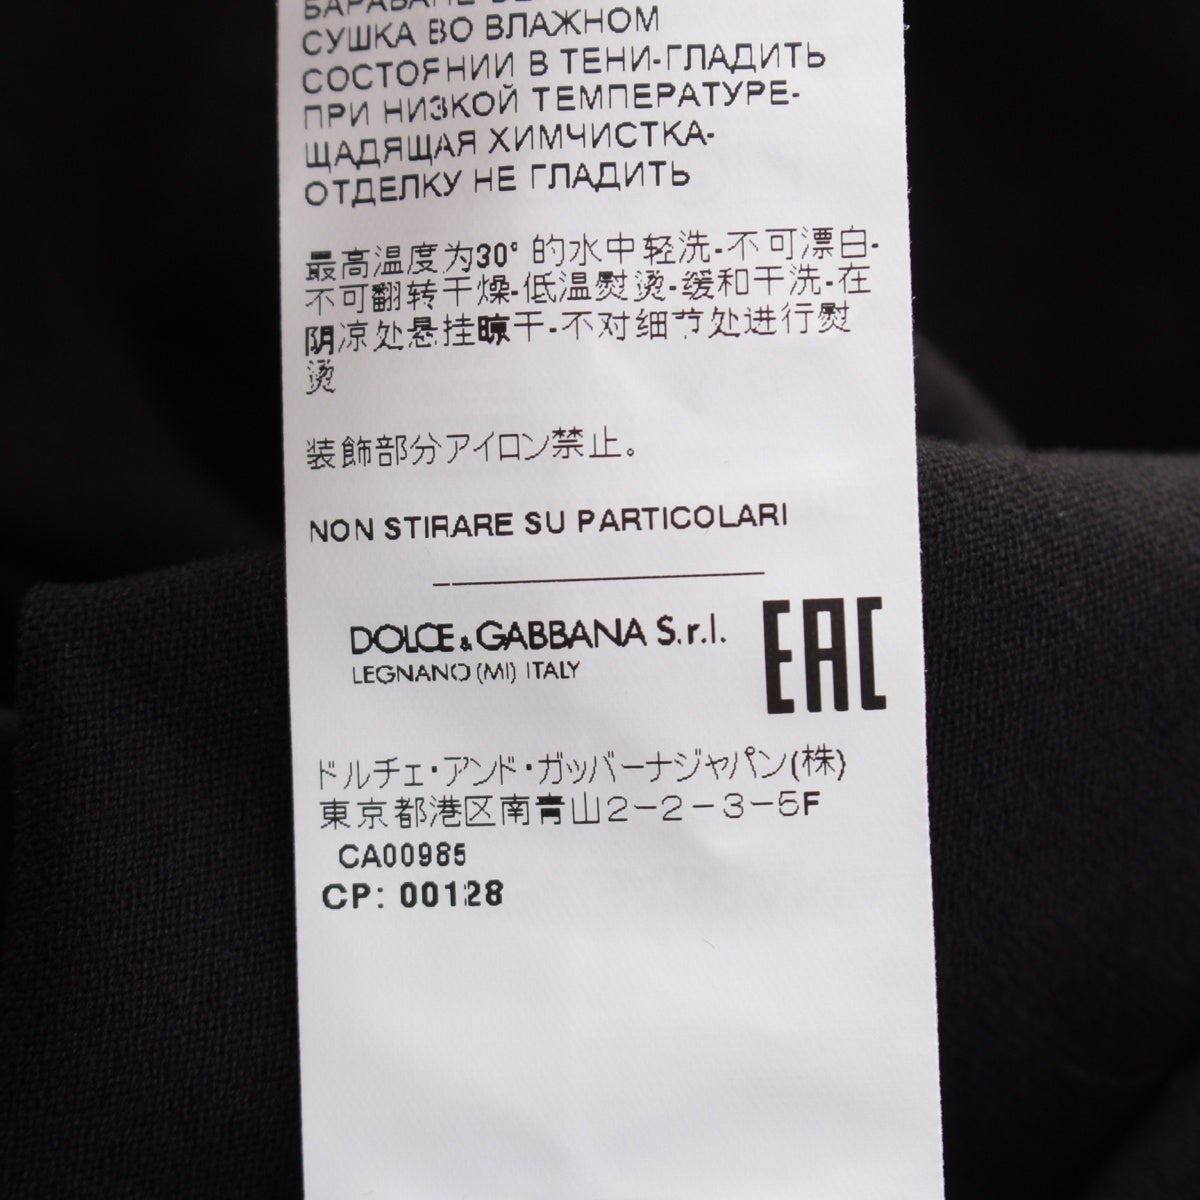 СУШКА ВО ВЛАЖНОМ
СОСТОЯНИИ В ТЕНИ-ГЛАДИТЬ
ПРИ НИЗКОЙ ТЕМПЕРАТУРЕ-
ЩАДЯЩАЯ ХИМЧИСТКА-
ОТДЕЛКУ НЕ ГЛАДИТЬ
最高温度为30° 的水中轻洗-不可漂白-
不可翻转干燥-低温熨烫-缓和干洗-在
阴凉处悬挂晾干-不对细节处进行熨
烫
装飾部分アイロン禁止。
NON STIRARE SU PARTICOLARI
DOLCE & GABBANA S.r.l.
LEGNANO (MI) ITALY
EAC
ドルチェ・アンド・ガッバーナジャパン(株)
東京都港区南青山2-2-3-5F
CA00985
CP: 00128